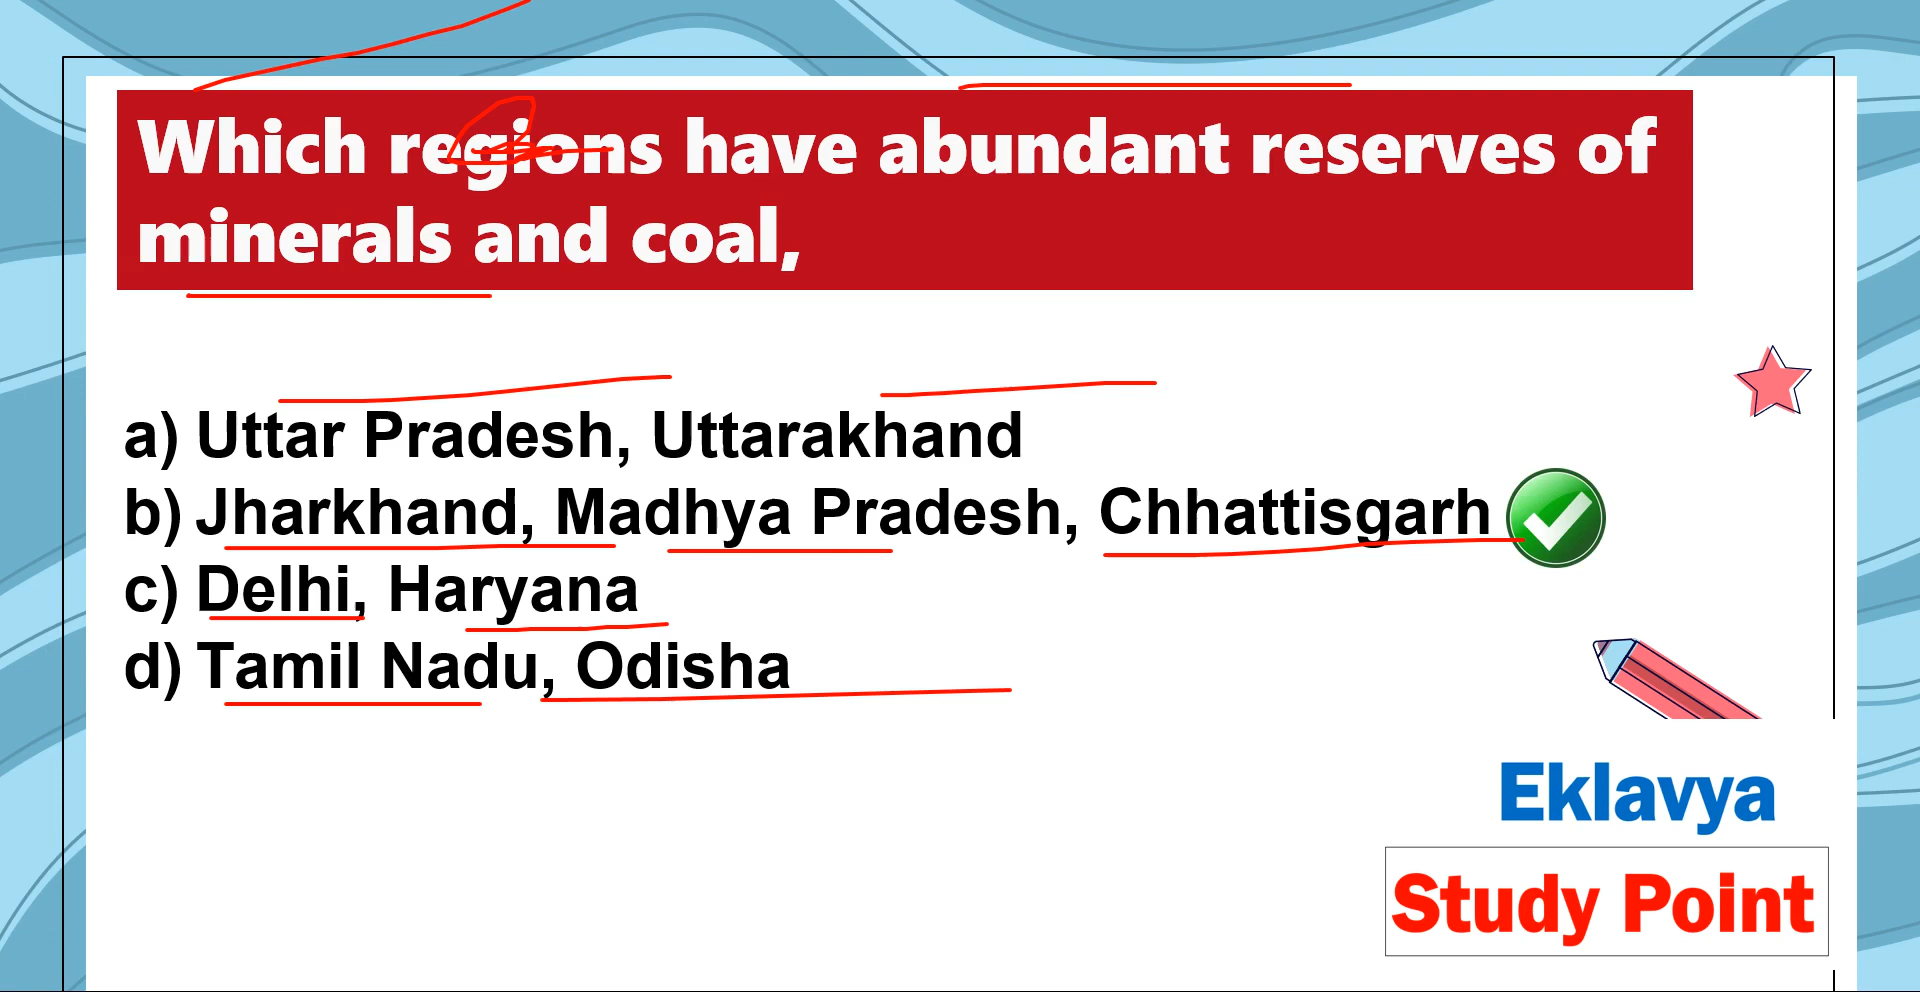 Which regions have abundant reserves of
minerals and coal,
a) Uttar Pradesh, Uttarakhand
b) Jharkhand, Madhya Pradesh, Chhattisgarh
c) Delhi, Haryana
d) Tamil Nadu, Odisha
Eklavya
Study Point